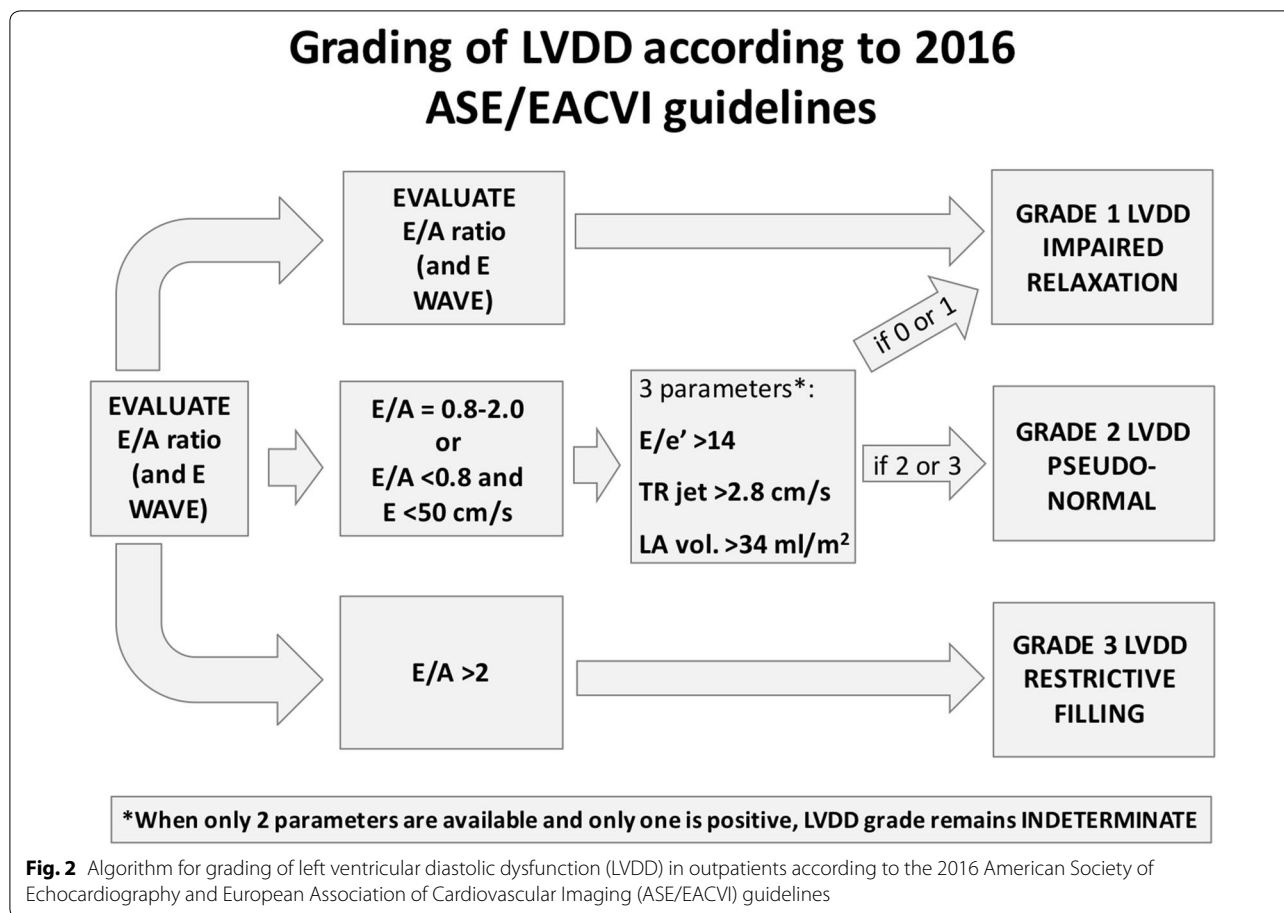 Grading of LVDD according to 2016
ASE/EACVI guidelines
EVALUATE
E/A ratio
(and E
WAVE)
GRADE 1 LVDD
IMPAIRED
RELAXATION
if 0 or 1
EVALUATE
E/A ratio
(and E
WAVE)
E/A = 0.8-2.0
or
E/A <0.8 and
E <50 cm/s
3 parameters*:
E/e’ >14
TR jet >2.8 cm/s
LA vol. >34 ml/m²
if 2 or 3
GRADE 2 LVDD
PSEUDO-
NORMAL
E/A >2
GRADE 3 LVDD
RESTRICTIVE
FILLING
*When only 2 parameters are available and only one is positive, LVDD grade remains INDETERMINATE
Fig. 2 Algorithm for grading of left ventricular diastolic dysfunction (LVDD) in outpatients according to the 2016 American Society of
Echocardiography and European Association of Cardiovascular Imaging (ASE/EACVI) guidelines